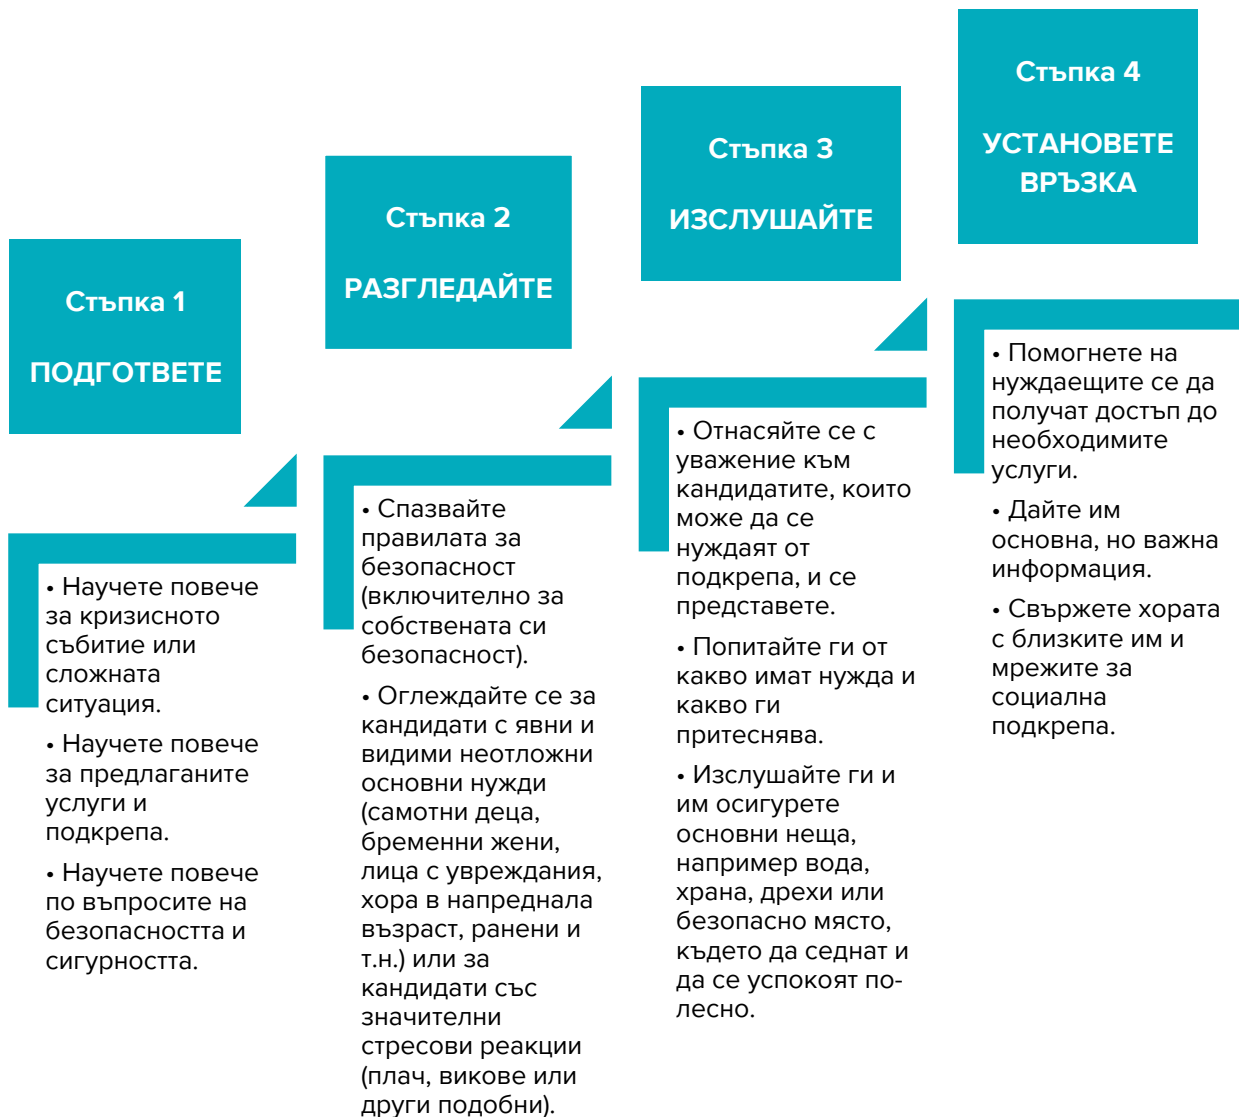 Стъпка 1
ПОДГОТВЕТЕ
• Научете повече
за кризисното
събитие или
сложната
ситуация.
• Научете повече
за предлаганите
услуги и
подкрепа.
• Научете повече
по въпросите на
безопасността и
сигурността.
Стъпка 2
РАЗГЛЕДАЙТЕ
• Спазвайте
правилата за
безопасност
(включително за
собствената си
безопасност).
• Оглеждайте се за
кандидати с явни и
видими неотложни
основни нужди
(самотни деца,
бременни жени,
лица с увреждания,
хора в напреднала
възраст, ранени и
т.н.) или за
кандидати със
значителни
стресови реакции
(плач, викове или
други подобни).
Стъпка 3
ИЗСЛУШАЙТЕ
• Отнасяйте се с
уважение към
кандидатите, които
може да се
нуждаят от
подкрепа, и се
представете.
• Попитайте ги от
какво имат нужда и
какво ги
притеснява.
• Изслушайте ги и
им осигурете
основни неща,
например вода,
храна, дрехи или
безопасно място,
където да седнат и
да се успокоят по-
лесно.
Стъпка 4
УСТАНОВЕТЕ
ВРЪЗКА
• Помогнете на
нуждаещите се да
получат достъп до
необходимите
услуги.
• Дайте им
основна, но важна
информация.
• Свържете хората
с близките им и
мрежите за
социална
подкрепа.